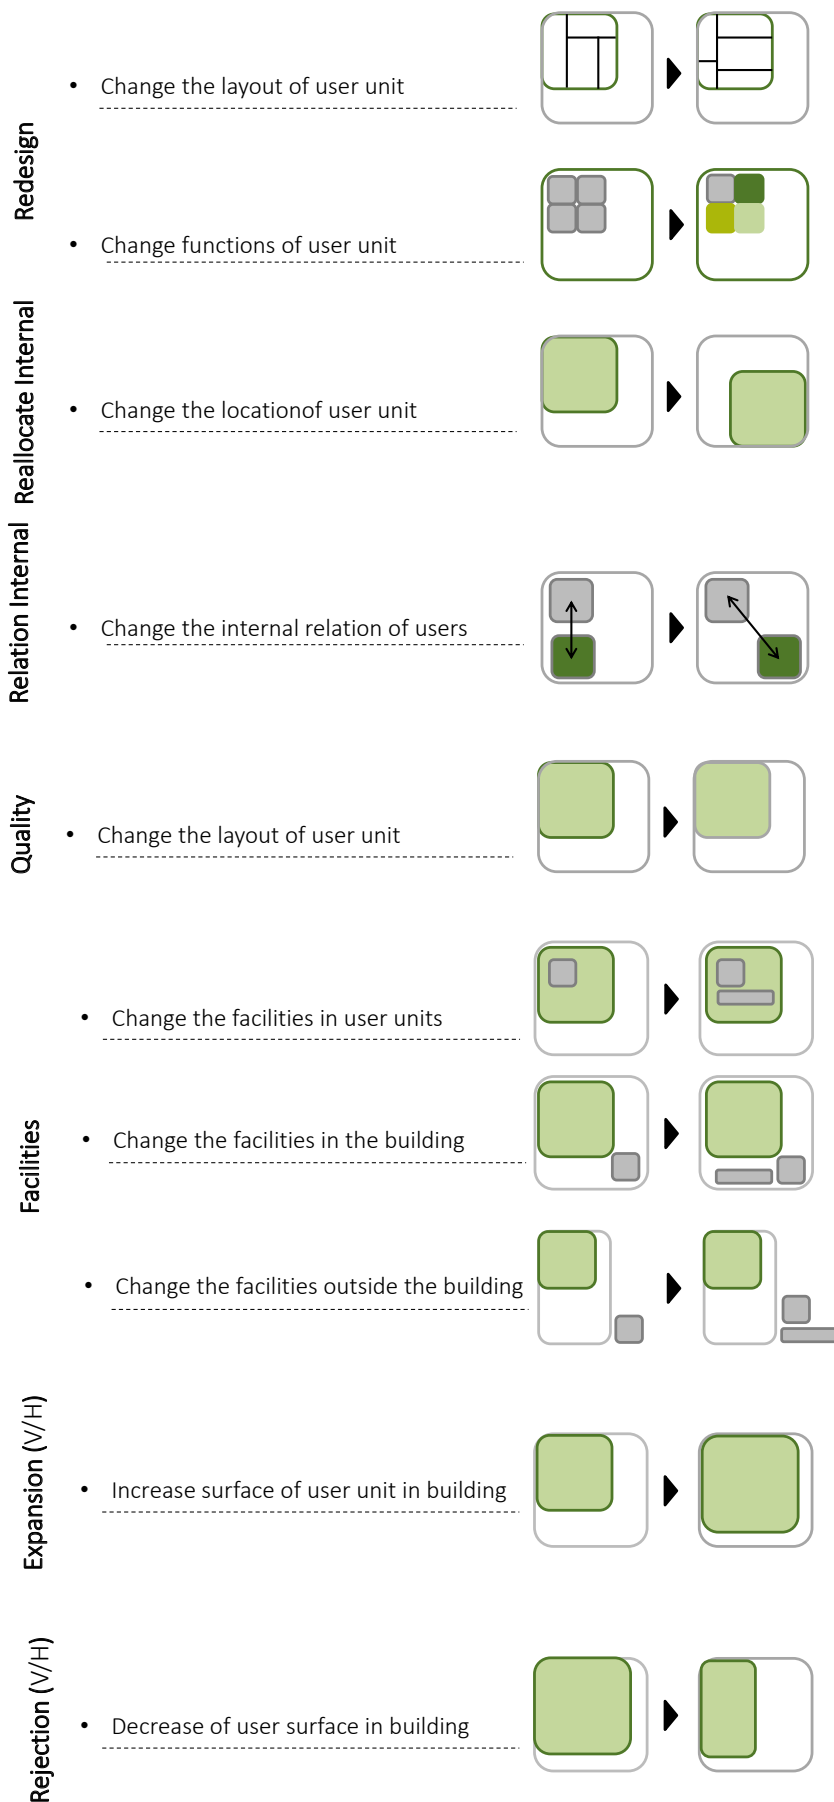 Redesign
• Change the layout of user unit
• Change functions of user unit
Reallocate Internal
• Change the locationof user unit
Relation Internal
• Change the internal relation of users
Quality
• Change the layout of user unit
Facilities
• Change the facilities in user units
• Change the facilities in the building
• Change the facilities outside the building
Expansion (V/H)
• Increase surface of user unit in building
Rejection (V/H)
• Decrease of user surface in building